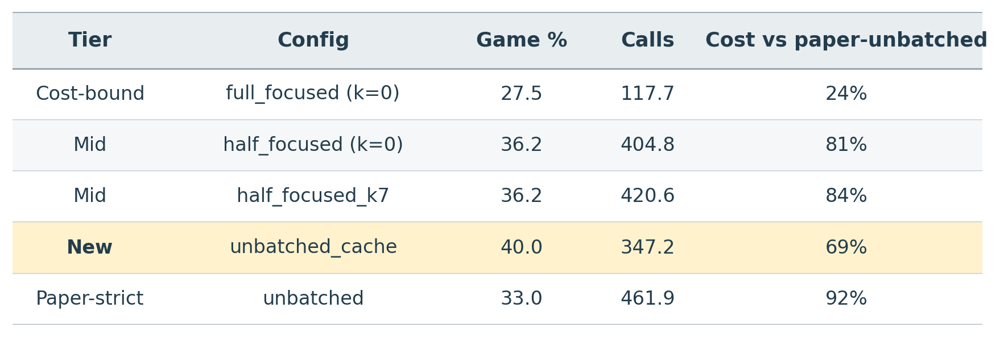 Tier Config Game % Calls Cost vs paper-unbatched
Cost-bound full_focused (k=0) 27.5 117.7 24%
Mid half_focused (k=0) 36.2 404.8 81%
Mid half_focused_k7 36.2 420.6 84%
New unbatched_cache 40.0 347.2 69%
Paper-strict unbatched 33.0 461.9 92%